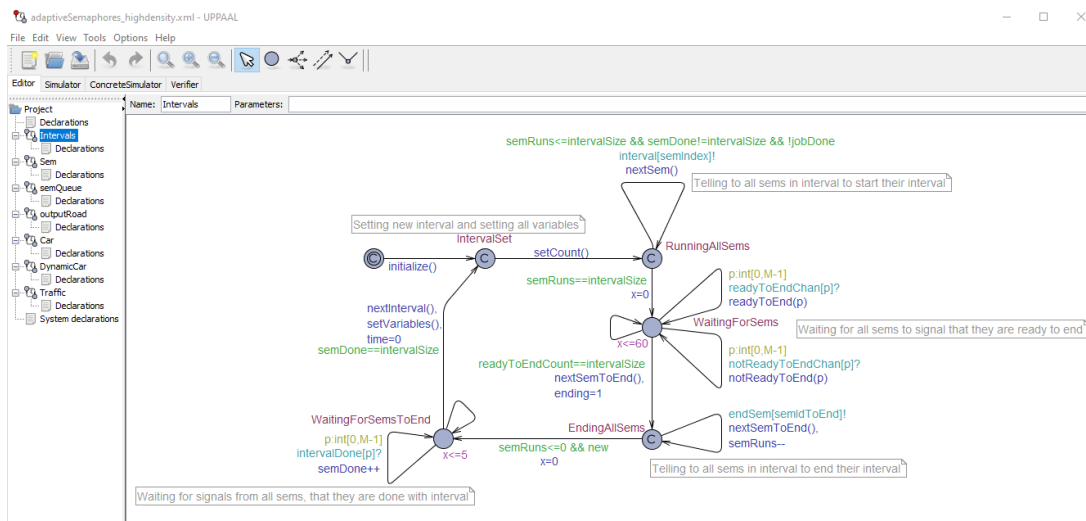 adaptiveSemaphores_highdensity.xml - UPPAAL
File Edit View Tools Options Help
Editor Simulator ConcreteSimulator Verifier
Project
Declarations
Intervals
Declarations
Sem
Declarations
semQueue
Declarations
outputRoad
Declarations
Car
Declarations
DynamicCar
Declarations
Traffic
Declarations
System declarations
Name: Intervals Parameters:
semRuns<=intervalSize && semDone!=intervalSize && !jobDone
interval[semIndex]!
nextSem()
Telling to all sems in interval to start their interval
Setting new interval and setting all variables
IntervalSet
RunningAllSems
C
C
C
initialize()
setCount()
semRuns==intervalSize
x=0
p:int[0,M-1]
readyToEndChan[p]?
readyToEnd(p)
nextInterval(),
setVariables(),
time=0
semDone==intervalSize
WaitingForSems
x<=60
Waiting for all sems to signal that they are ready to end
p:int[0,M-1]
notReadyToEndChan[p]?
notReadyToEnd(p)
readyToEndCount==intervalSize
nextSemToEnd(),
ending=1
WaitingForSemsToEnd
EndingAllSems
C
endSem[semIdToEnd]!
nextSemToEnd(),
semRuns--
p:int[0,M-1]
intervalDone[p]?
semDone++
x<=5
semRuns<=0 && new
x=0
Telling to all sems in interval to end their interval
Waiting for signals from all sems, that they are done with interval